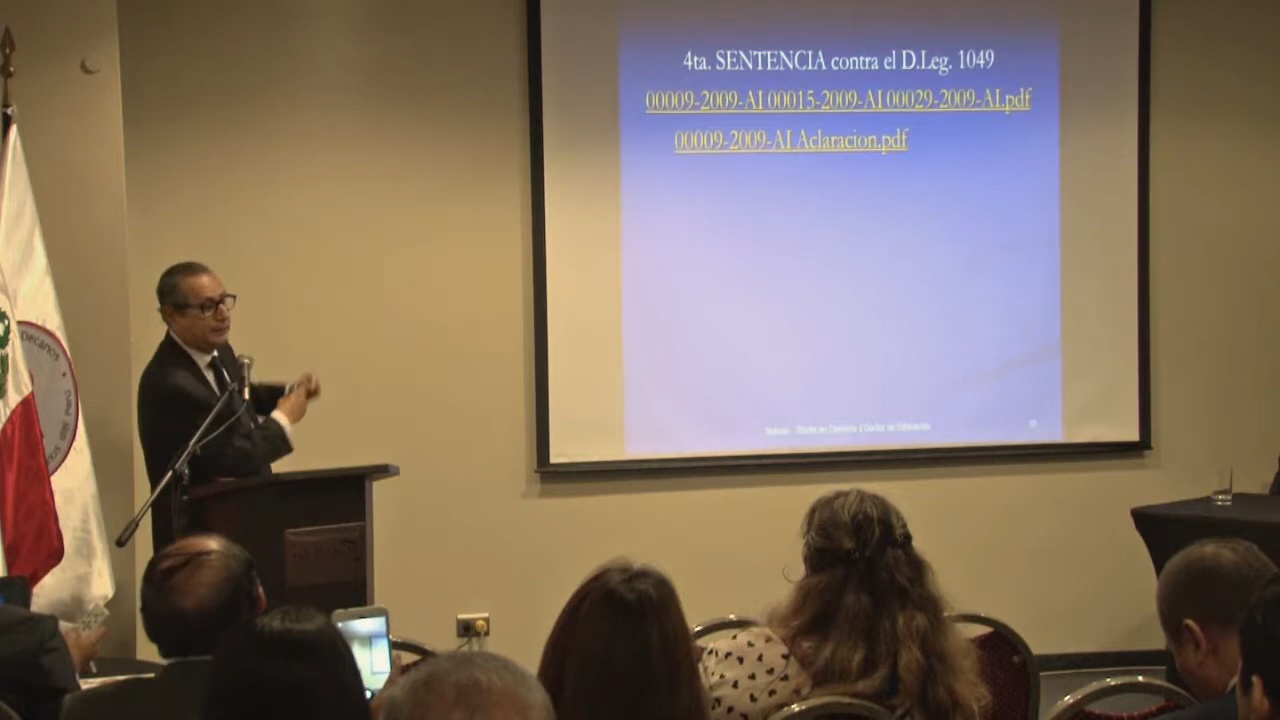 4ta. SENTENCIA contra el D.Leg. 1049
00009-2009-AI 00015-2009-AI 00029-2009-AI.pdf
00009-2009-AI Aclaracion.pdf